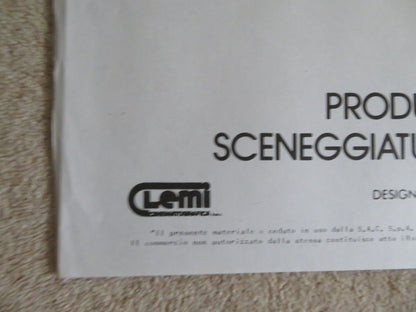 PRODU
SCENEGGIATU
DESIGN
Lemi
CINEMATOGRAFICA
"Il presente materiale è ceduto in uso dalla S.A.C. S.p.A.
Il commercio non autorizzato dalla stessa costituisce atto